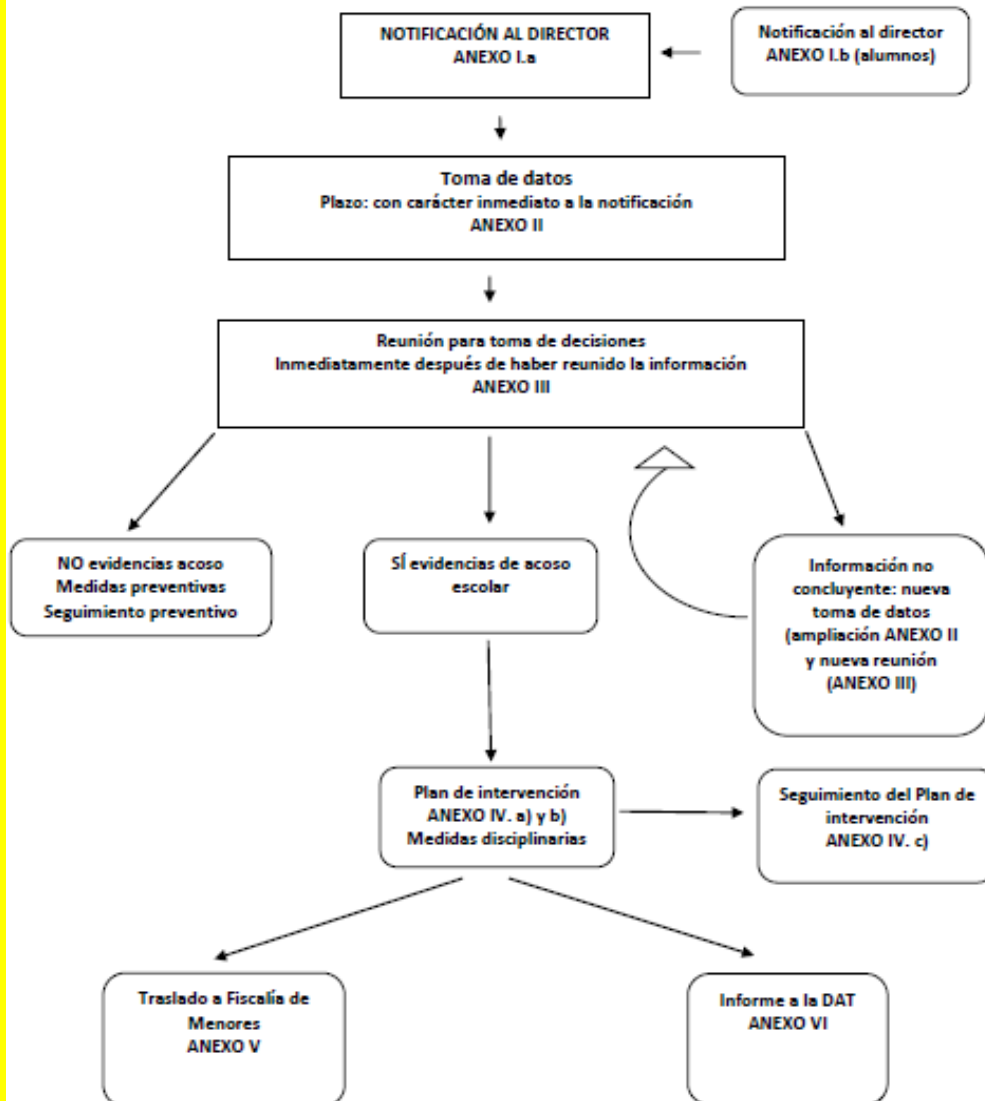 NOTIFICACIÓN AL DIRECTOR
ANEXO I.a
Notificación al director
ANEXO I.b (alumnos)
Toma de datos
Plazo: con carácter inmediato a la notificación
ANEXO II
Reunión para toma de decisiones
Inmediatamente después de haber reunido la información
ANEXO III
NO evidencias acoso
Medidas preventivas
Seguimiento preventivo
SÍ evidencias de acoso
escolar
Información no
concluyente: nueva
toma de datos
(ampliación ANEXO II
y nueva reunión
(ANEXO III)
Plan de intervención
ANEXO IV. a) y b)
Medidas disciplinarias
Seguimiento del Plan de
intervención
ANEXO IV. c)
Traslado a Fiscalía de
Menores
ANEXO V
Informe a la DAT
ANEXO VI